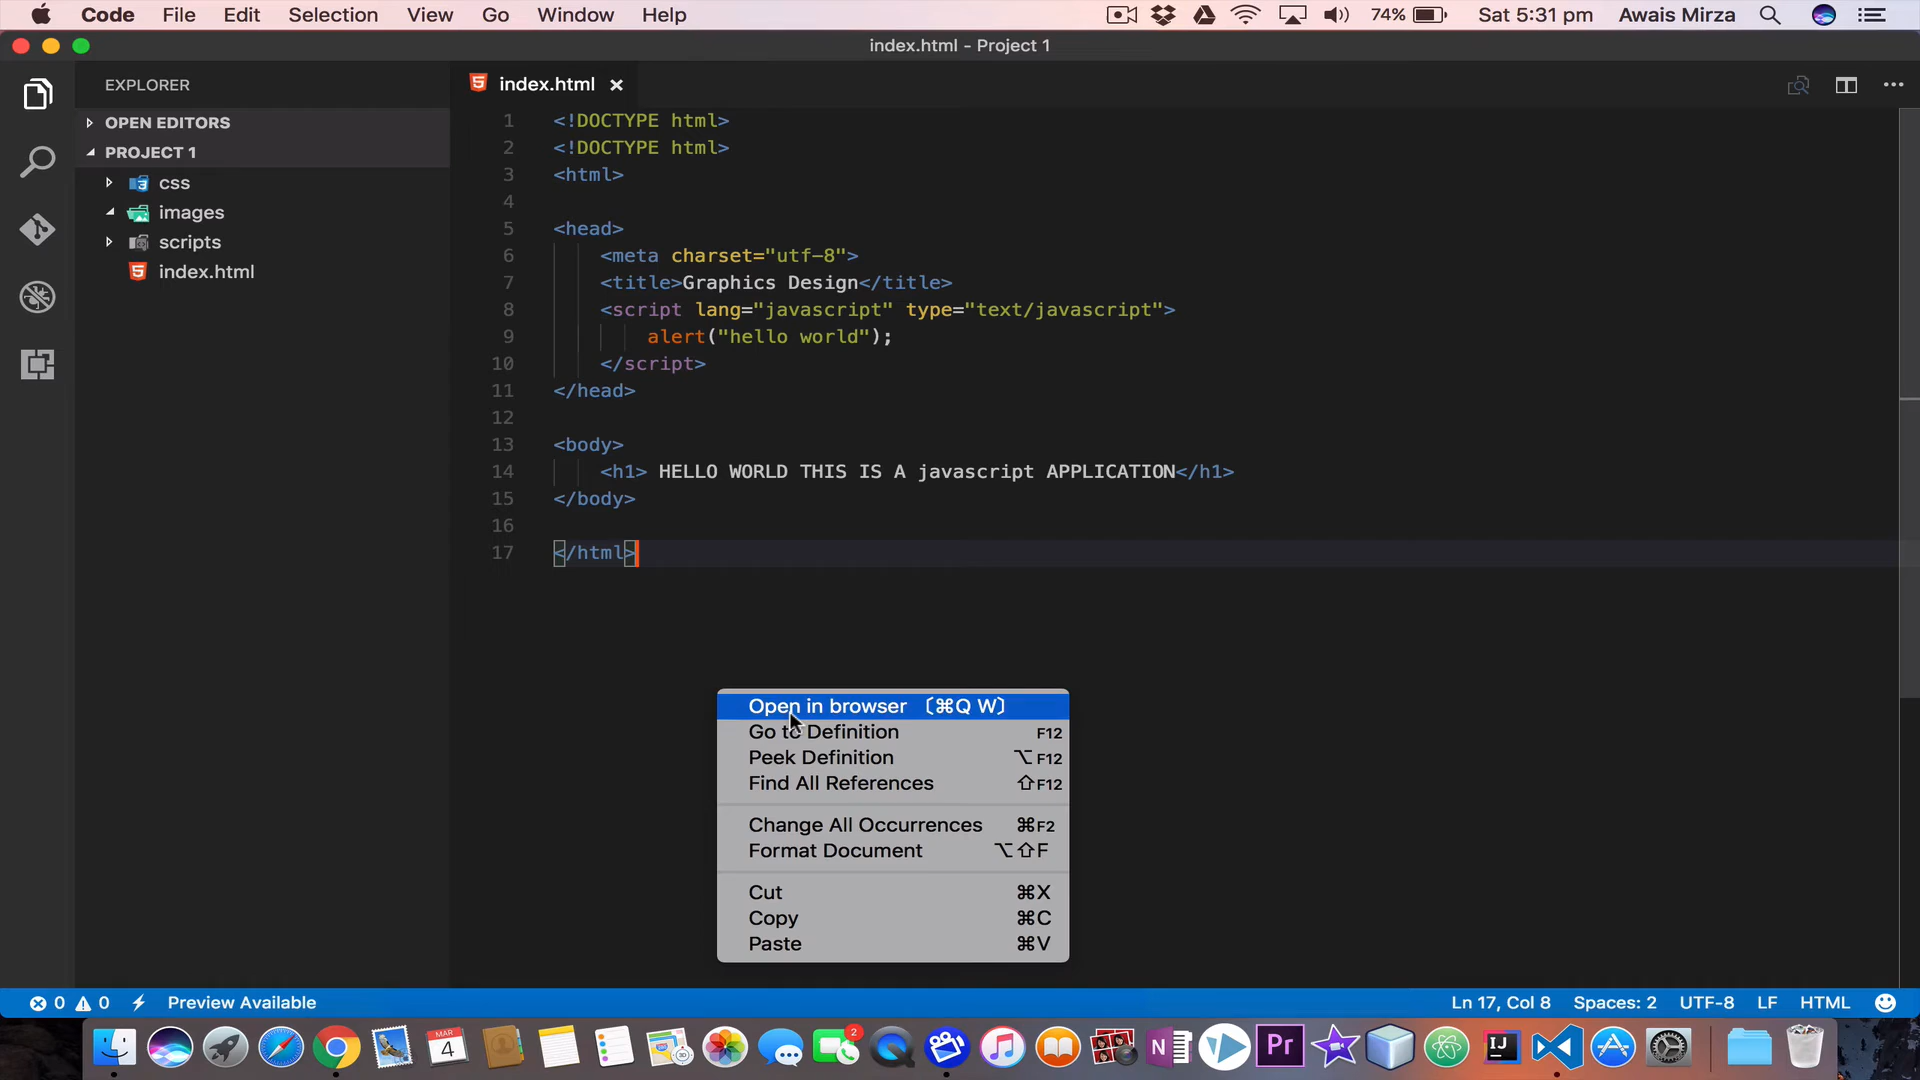 Code File Edit Selection View Go Window Help 74% Sat 5:31 pm Awais Mirza
index.html - Project 1
EXPLORER
OPEN EDITORS
PROJECT 1
css
images
scripts
index.html
index.html
1 <!DOCTYPE html>
2 <!DOCTYPE html>
3 <html>
4
5 <head>
6 <meta charset="utf-8">
7 <title>Graphics Design</title>
8 <script lang="javascript" type="text/javascript">
9 alert("hello world");
10 </script>
11 </head>
12
13 <body>
14 <h1> HELLO WORLD THIS IS A javascript APPLICATION</h1>
15 </body>
16
17 </html>
Open in browser [⌘Q W]
Go to Definition F12
Peek Definition ⌥F12
Find All References ⇧F12
Change All Occurrences ⌘F2
Format Document ⌥⇧F
Cut ⌘X
Copy ⌘C
Paste ⌘V
0 0 Preview Available Ln 17, Col 8 Spaces: 2 UTF-8 LF HTML
MAR
4
2
3D
N
Pr
IJ